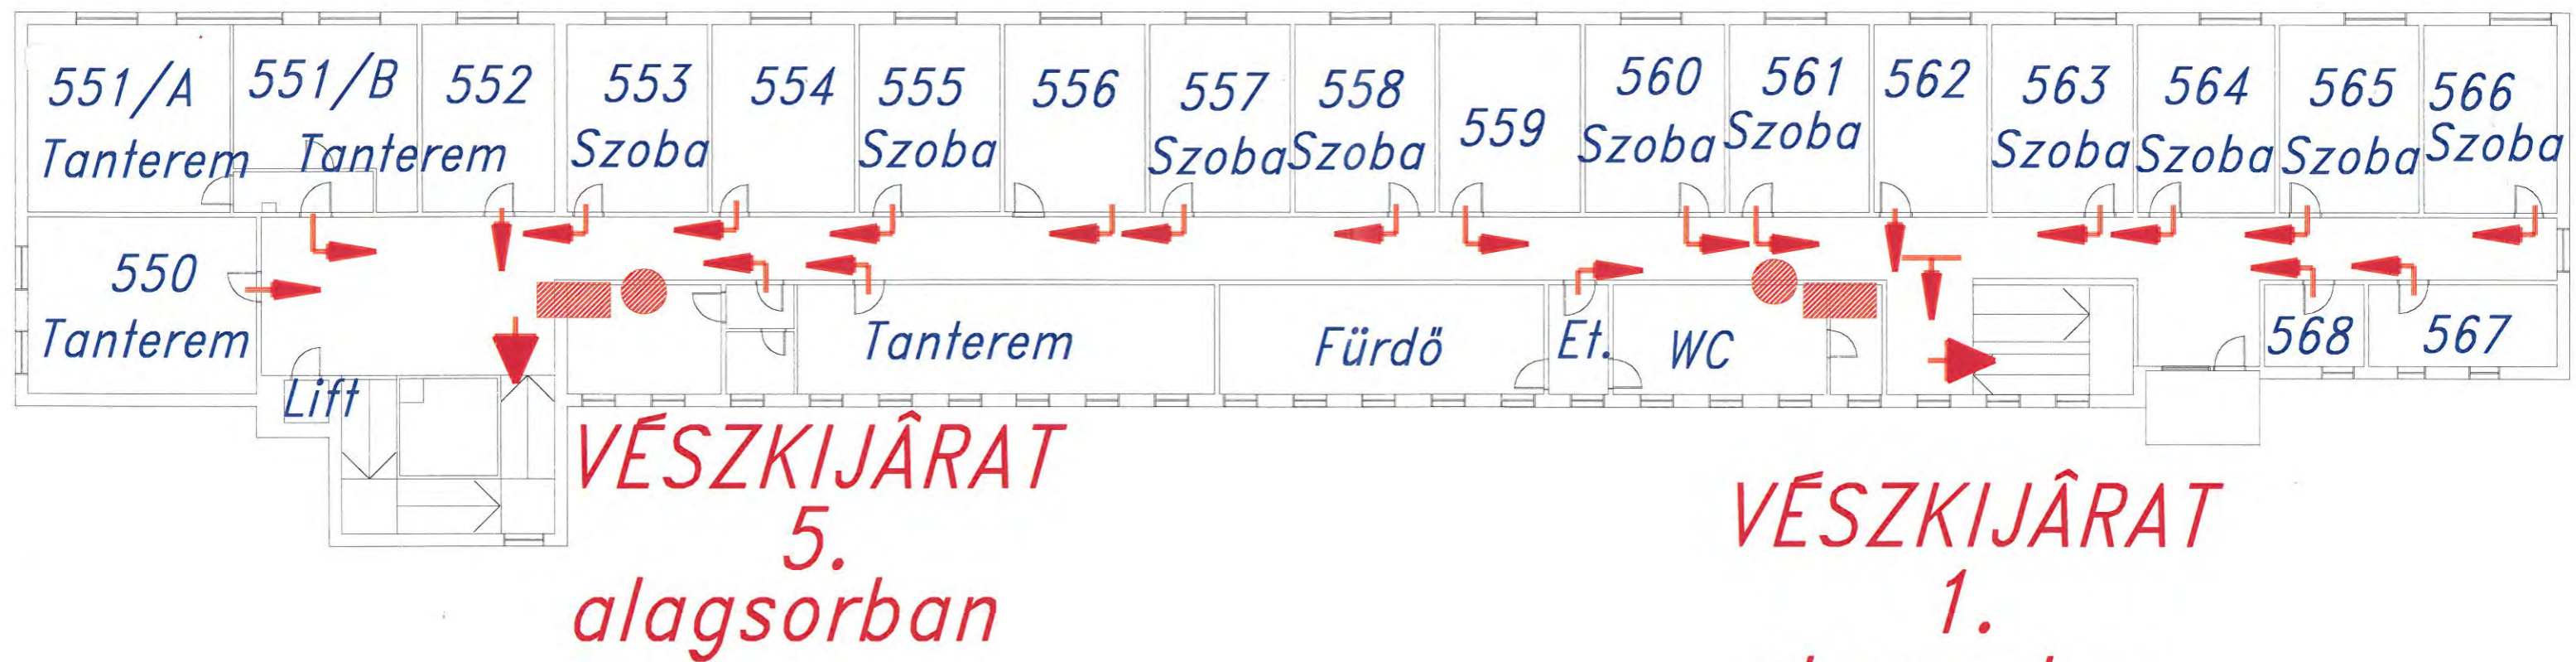 551/A
Tanterem
551/B
Tanterem
552
553
Szoba
554
555
Szoba
556
557
Szoba
558
Szoba
559
560
Szoba
561
Szoba
562
563
Szoba
564
Szoba
565
Szoba
566
Szoba
550
Tanterem
Lift
Tanterem
Fürdő
Et.
WC
568
567
VÉSZKIJÂRAT
5.
alagsorban
VÉSZKIJÂRAT
1.